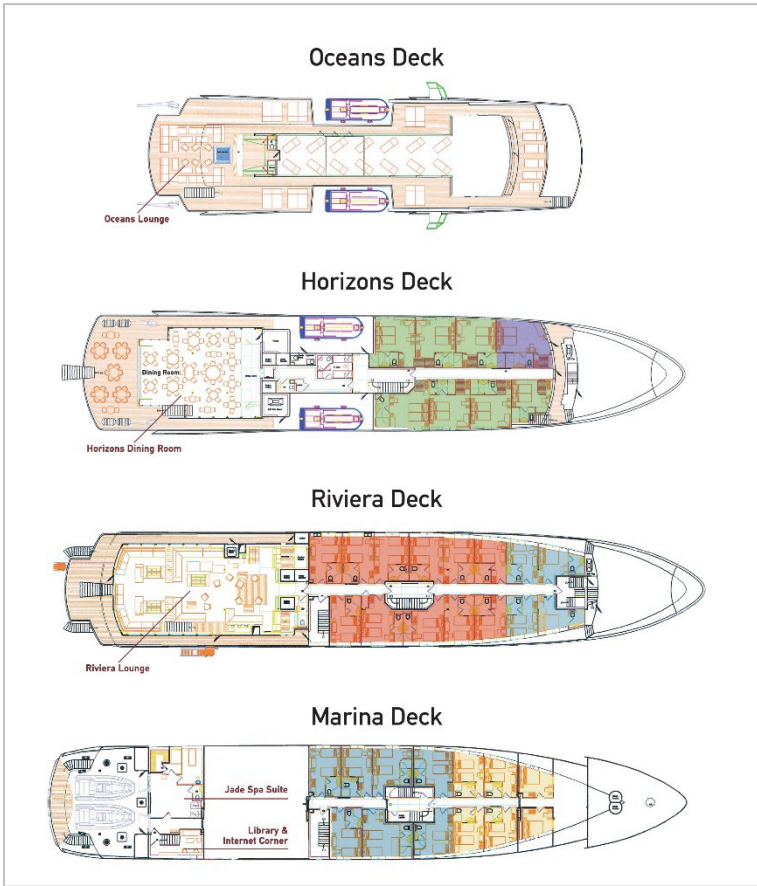 Oceans Deck
Oceans Lounge
Horizons Deck
Dining Room
Horizons Dining Room
Riviera Deck
Riviera Lounge
Marina Deck
Jade Spa Suite
Library &
Internet Corner